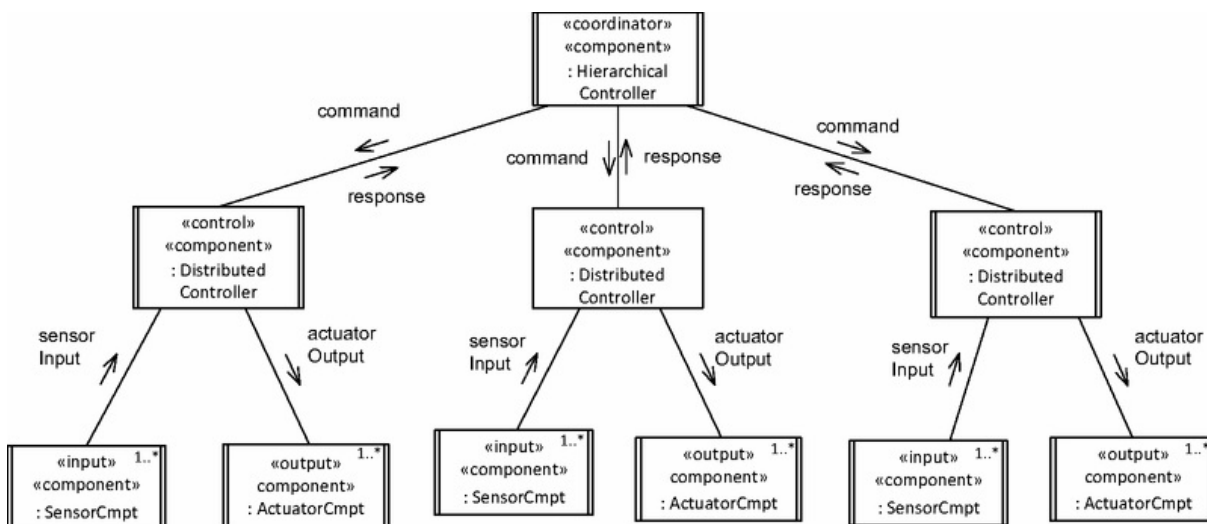 «coordinator»
«component»
: Hierarchical
Controller
command
response
command
response
command
response
«control»
«component»
: Distributed
Controller
«control»
«component»
: Distributed
Controller
«control»
«component»
: Distributed
Controller
sensor
Input
actuator
Output
sensor
Input
actuator
Output
sensor
Input
actuator
Output
«input» 1..*
«component»
: SensorCmpt
«output» 1..*
component»
: ActuatorCmpt
«input» 1..*
«component»
: SensorCmpt
«output» 1..*
component»
: ActuatorCmpt
«input» 1..*
«component»
: SensorCmpt
«output» 1..*
component»
: ActuatorCmpt